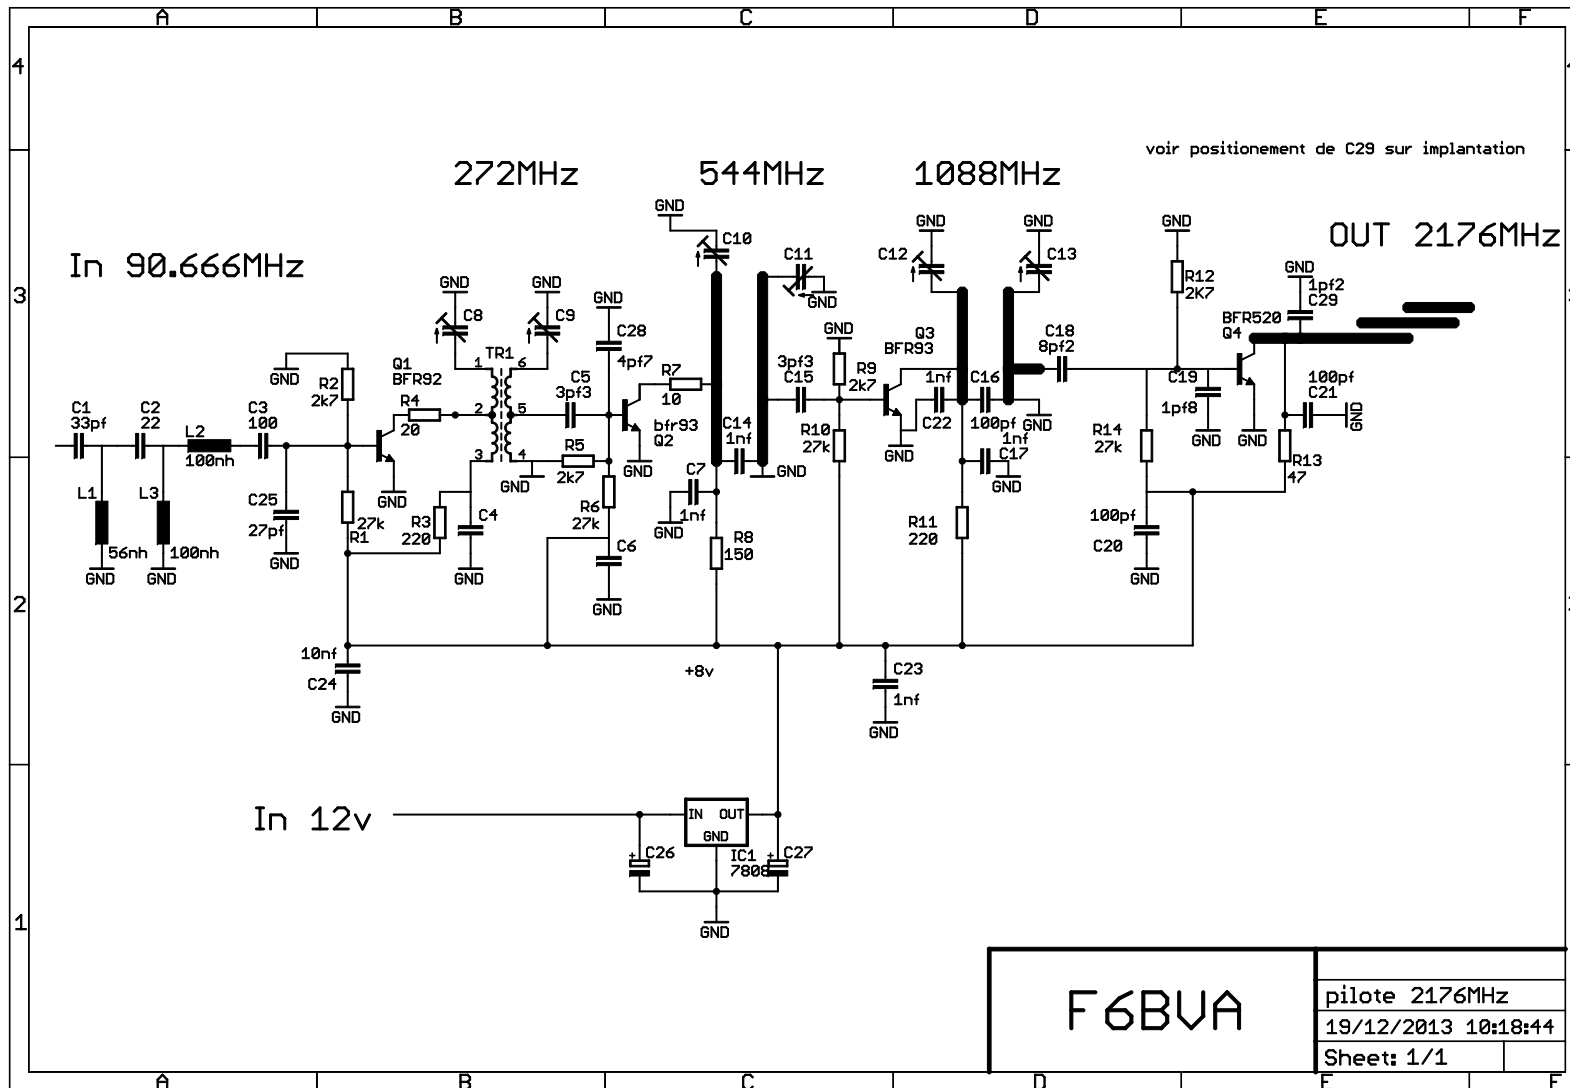 A B C D E F
4
voir positionement de C29 sur implantation
272MHz 544MHz 1088MHz
OUT 2176MHz
In 90.666MHz
3
GND
C10
GND
C12
GND
C13
GND
R12
2K7
C11
GND
GND
C8
GND
C9
GND
C28
4pf7
GND
1pf2
C29
BFR520
Q4
GND
R2
2k7
Q1
BFR92
R4
20
TR1
1
2
3
6
5
4
C5
3pf3
R7
10
bfr93
Q2
GND
3pf3
C15
GND
R9
2k7
Q3
BFR93
1nf
C22
C16
100pf
C18
8pf2
GND
1nf
C17
GND
C19
1pf8
GND
GND
100pf
C21
GND
C1
33pf
C2
22
L2
100nh
C3
100
L1
56nh
GND
L3
100nh
GND
C25
27pf
GND
27k
R1
GND
R3
220
C4
GND
GND
R5
2k7
R6
27k
C6
GND
C14
1nf
GND
C7
1nf
GND
R8
150
R10
27k
GND
R11
220
R14
27k
R13
47
100pf
C20
GND
2
10nf
C24
GND
+8v
C23
1nf
GND
In 12v
IN OUT
GND
C26
+
IC1
7808
C27
+
GND
1
F6BVA
pilote 2176MHz
19/12/2013 10:18:44
Sheet: 1/1
A B C D E F